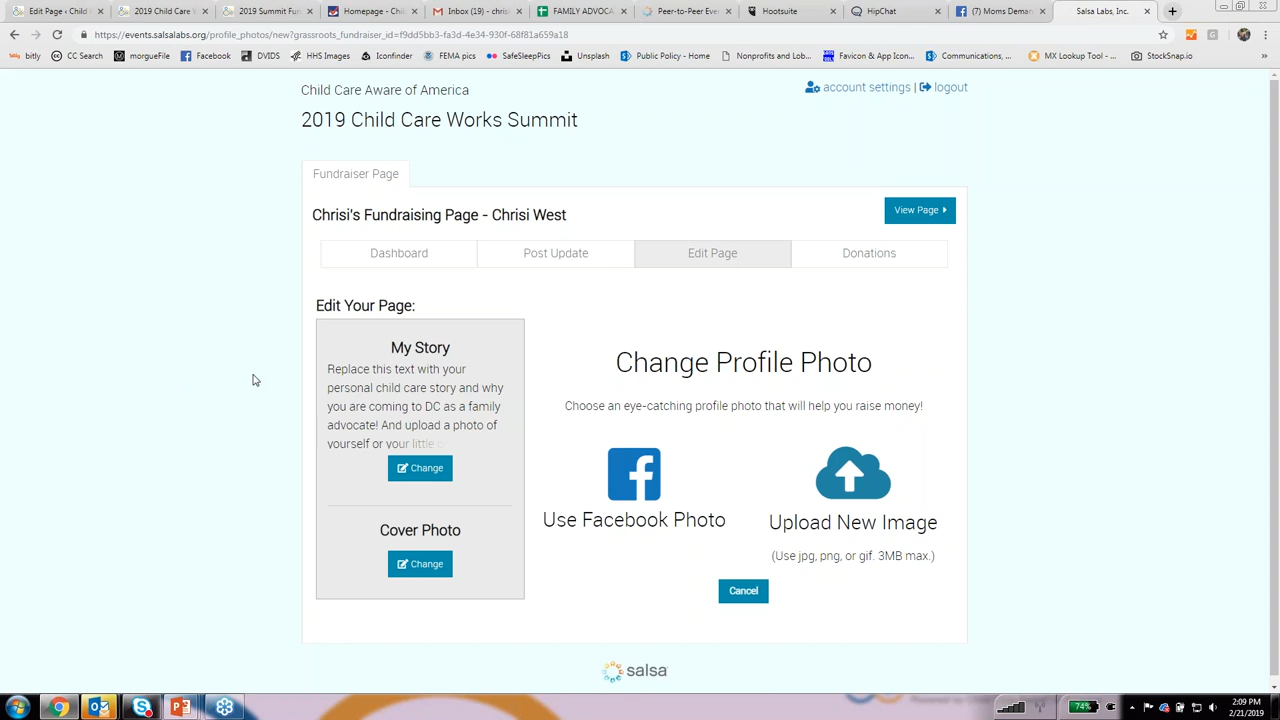 Edit Page - Ch
2019 Child Care
2019 Summit Fun
Homepage - Chi
Inbox (19) - chris
FAMILY ADVOCA
Peer-to-Peer Eve
Hootsuite
HipChat
(7) Moms Deman
Salsa Labs, Inc.
https://events.salsalabs.org/profile_photos/new?grassroots_fundraiser_id=f9dd5bb3-fa3d-4e34-930f-68f81a659a18
bitly
CC Search
morgueFile
Facebook
DVIDS
HHS Images
Iconfinder
FEMA pics
SafeSleepPics
Unsplash
Public Policy - Home
Nonprofits and Lob
Favicon & App Icon
Communications,
MX Lookup Tool -
StockSnap.io
Child Care Aware of America
account settings | logout
2019 Child Care Works Summit
Fundraiser Page
Chrisi's Fundraising Page - Chrisi West
View Page
Dashboard
Post Update
Edit Page
Donations
Edit Your Page:
My Story
Replace this text with your
personal child care story and why
you are coming to DC as a family
advocate! And upload a photo of
yourself or your little
Change
Cover Photo
Change
Change Profile Photo
Choose an eye-catching profile photo that will help you raise money!
Use Facebook Photo
Upload New Image
(Use jpg, png, or gif. 3MB max.)
Cancel
salsa
74%
2:09 PM
2/21/2019